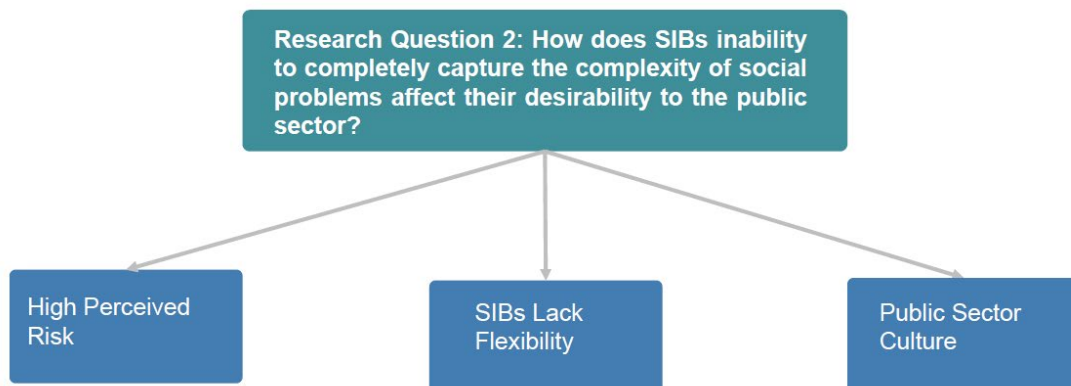 Research Question 2: How does SIBs inability
to completely capture the complexity of social
problems affect their desirability to the public
sector?
High Perceived
Risk
SIBs Lack
Flexibility
Public Sector
Culture